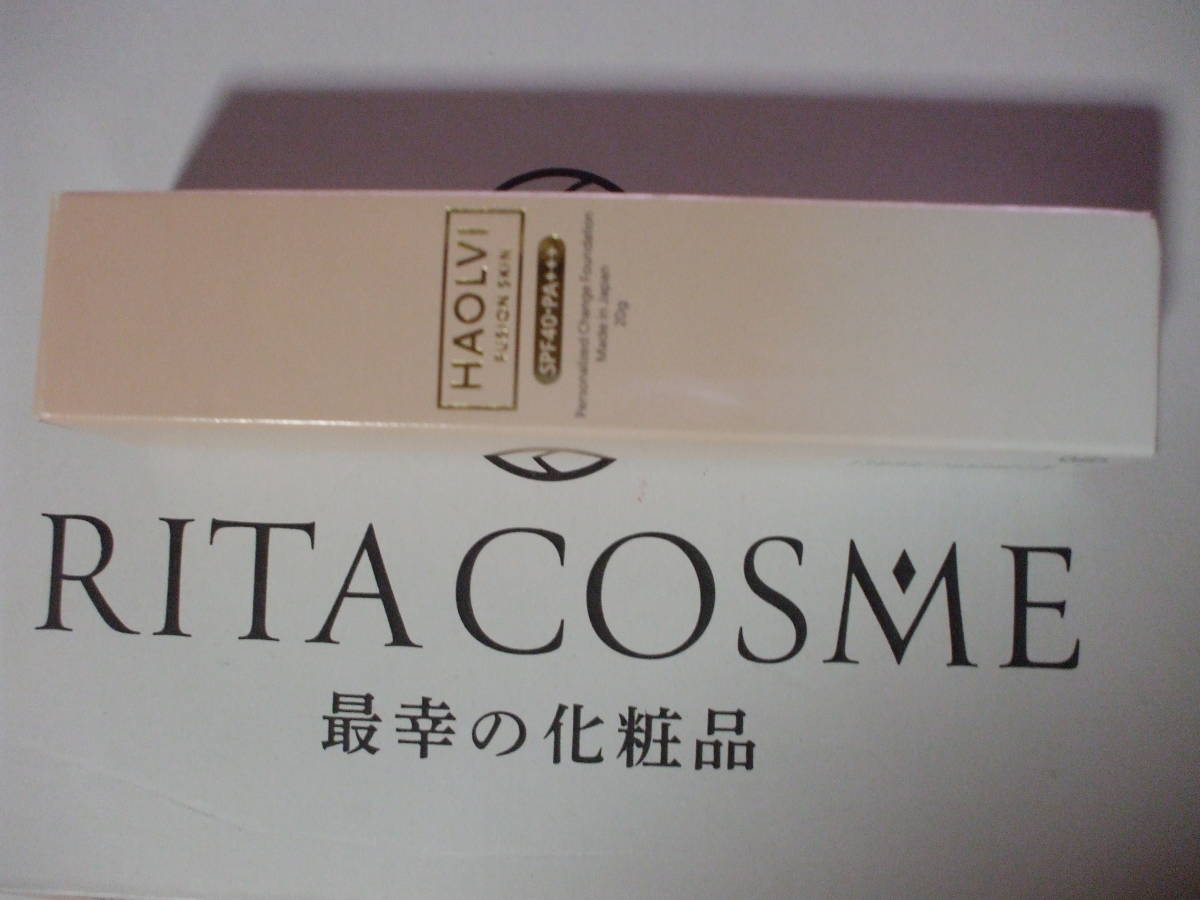 HAOLVI
FUSION SKIN
SPF40·PA+++
Personalized Change Foundation
Made in Japan
20g
RITA COSME
最幸の化粧品